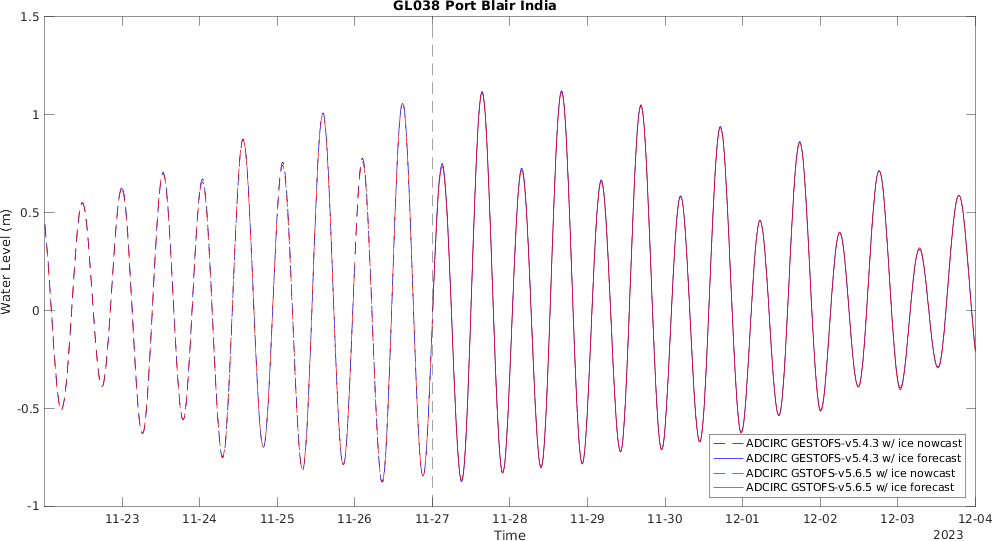 GL038 Port Blair India
1.5
1
0.5
0
-0.5
-1
Water Level (m)
ADCIRC GESTOFS-v5.4.3 w/ ice nowcast
ADCIRC GESTOFS-v5.4.3 w/ ice forecast
ADCIRC GSTOFS-v5.6.5 w/ ice nowcast
ADCIRC GSTOFS-v5.6.5 w/ ice forecast
11-23 11-24 11-25 11-26 11-27 11-28 11-29 11-30 12-01 12-02 12-03 12-04
Time
2023